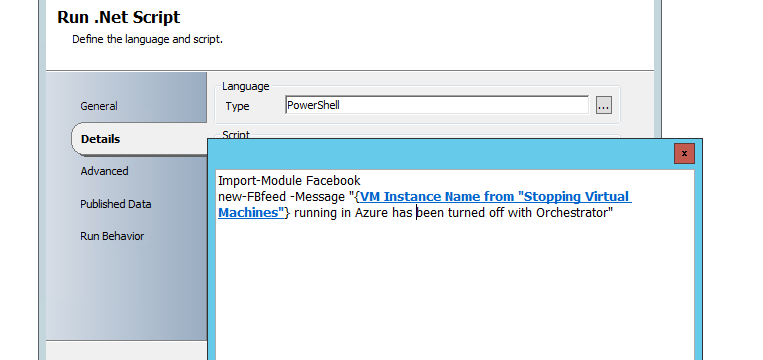 Run .Net Script
Define the language and script.
General
Details
Advanced
Published Data
Run Behavior
Language
Type
PowerShell
...
Script
x
Import-Module Facebook
new-FBfeed -Message "{VM Instance Name from "Stopping Virtual
Machines"} running in Azure has been turned off with Orchestrator"